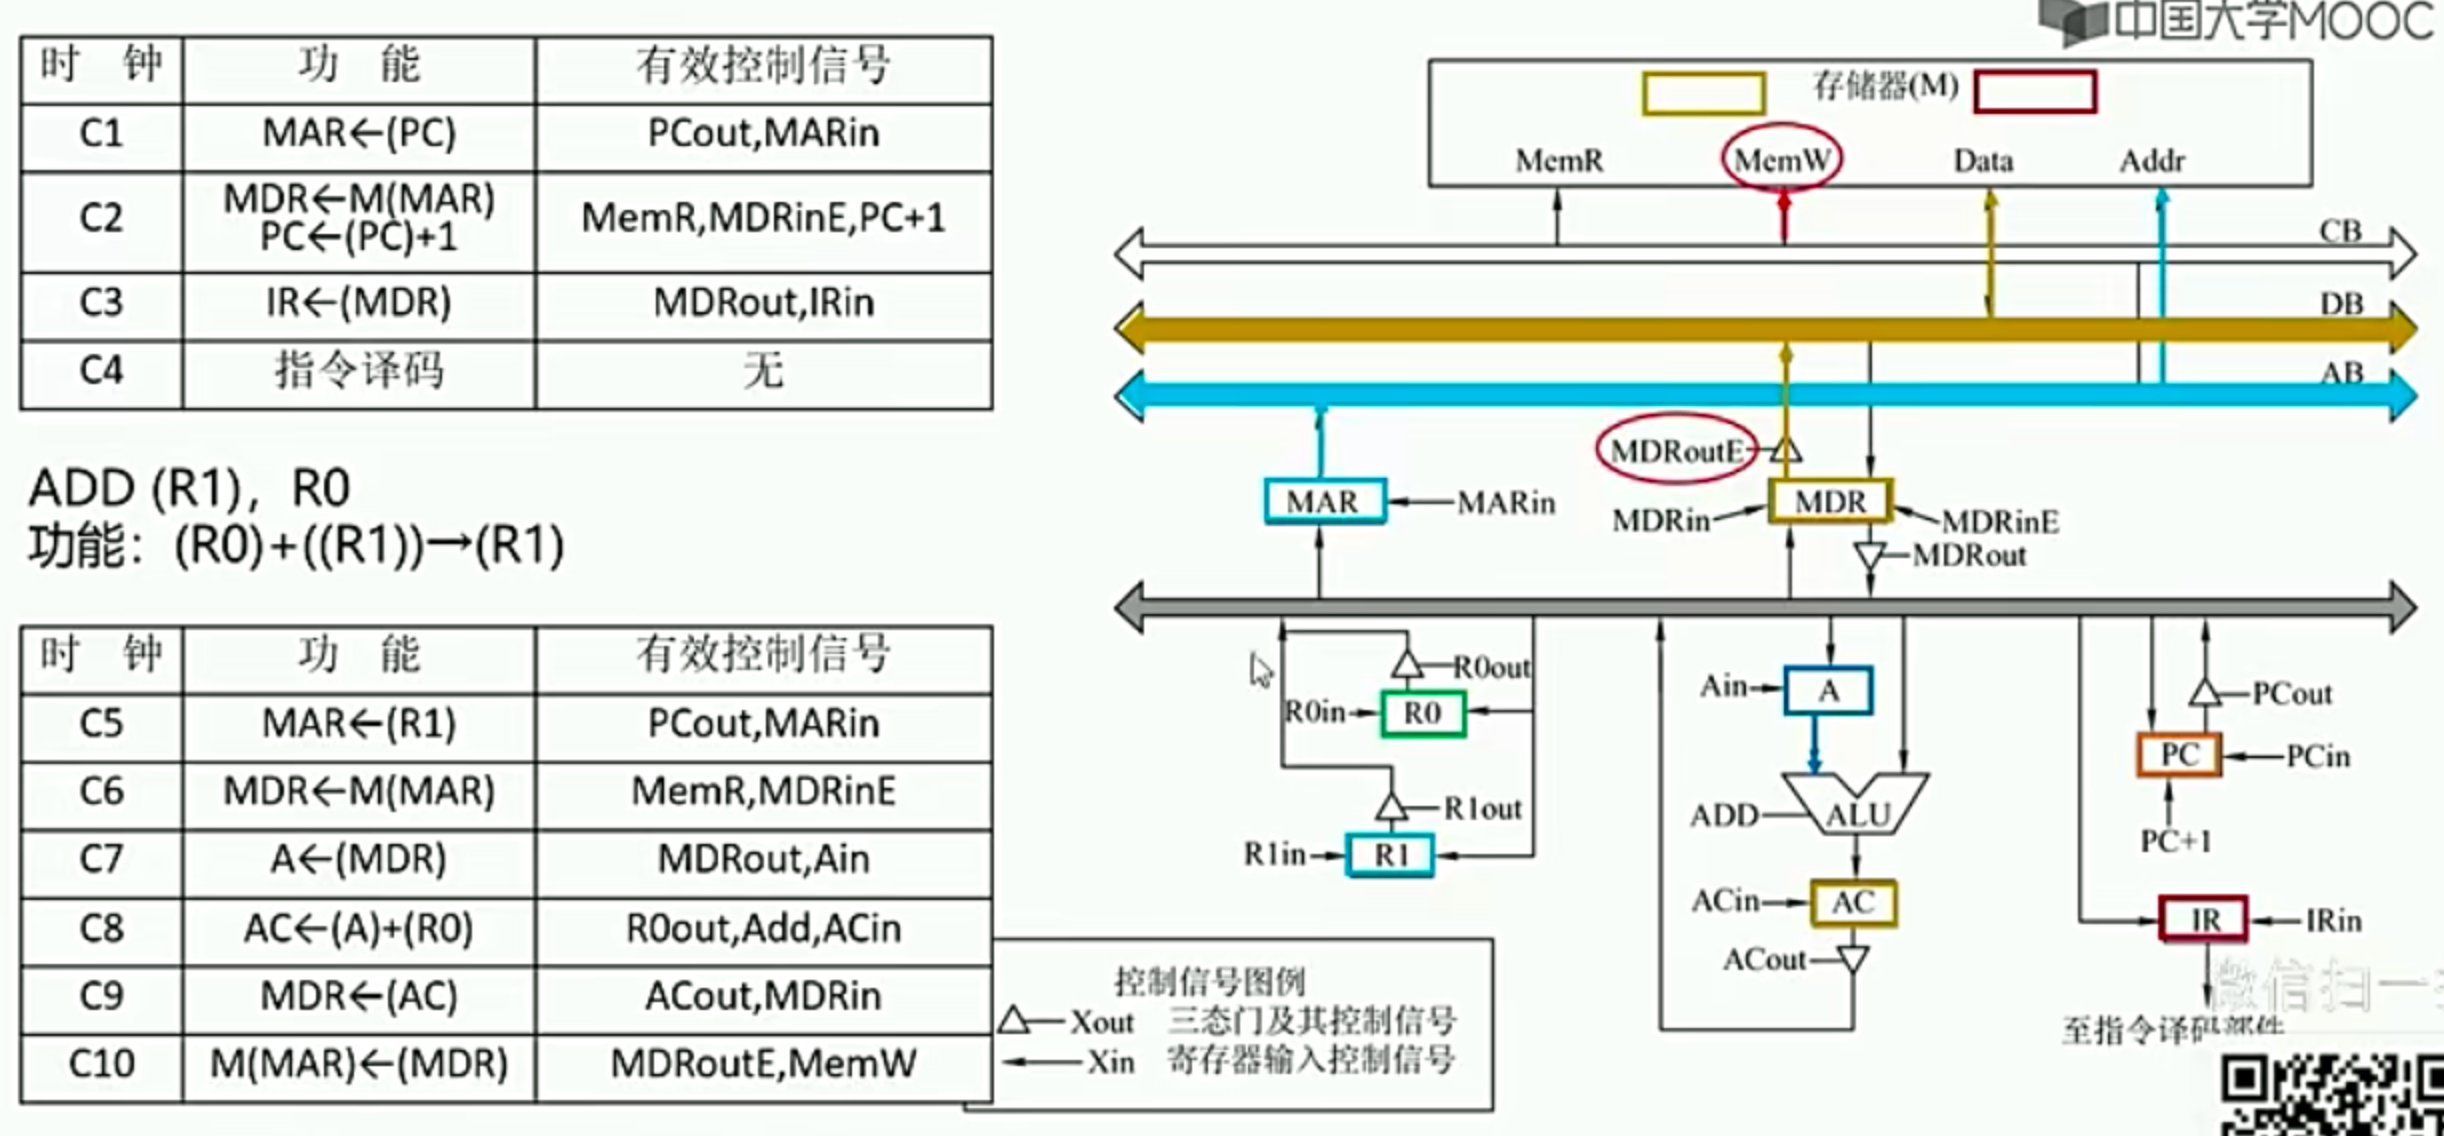 中国大学MOOC
时 钟 功 能 有效控制信号
C1 MAR←(PC) PCout,MARin
C2 MDR←M(MAR) PC←(PC)+1 MemR,MDRinE,PC+1
C3 IR←(MDR) MDRout,IRin
C4 指令译码 无
ADD (R1)，R0
功能：(R0)+((R1))→(R1)
时 钟 功 能 有效控制信号
C5 MAR←(R1) PCout,MARin
C6 MDR←M(MAR) MemR,MDRinE
C7 A←(MDR) MDRout,Ain
C8 AC←(A)+(R0) R0out,Add,ACin
C9 MDR←(AC) ACout,MDRin
C10 M(MAR)←(MDR) MDRoutE,MemW
存储器(M)
MemR MemW Data Addr
CB
DB
AB
MDRoutE
MAR MARin
MDRin MDR MDRinE
MDRout
R0out
R0in R0
R1out
R1in R1
Ain A
ADD ALU
ACin AC
ACout
PCout
PC PCin
PC+1
IR IRin
至指令译码部件
微信扫一
控制信号图例
Xout 三态门及其控制信号
Xin 寄存器输入控制信号